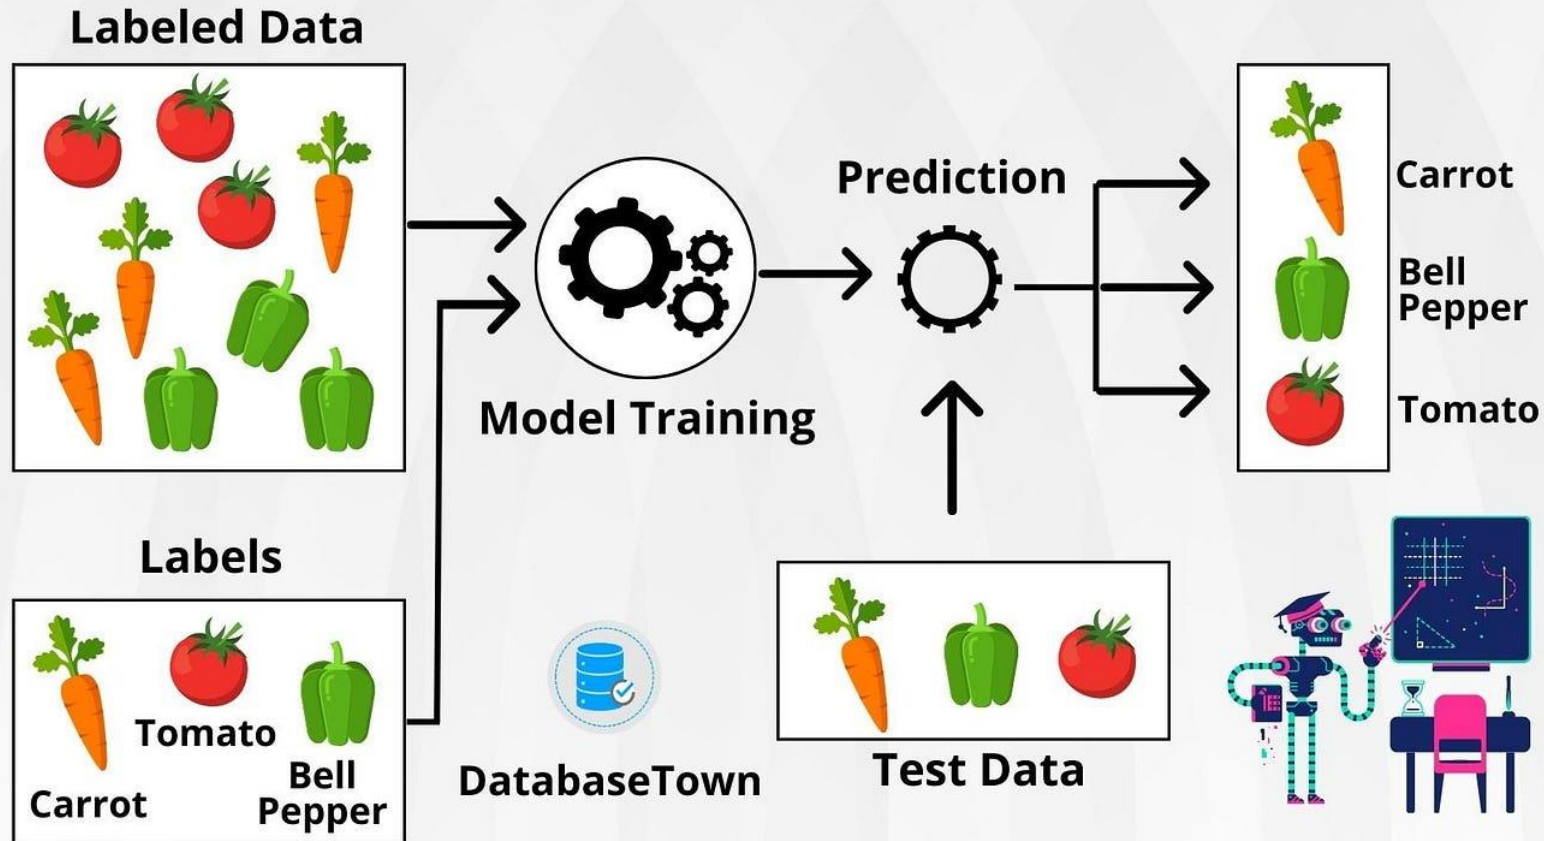 Labeled Data
Prediction
Carrot
Bell
Pepper
Tomato
Model Training
Labels
Tomato
Carrot
Bell
Pepper
DatabaseTown
Test Data